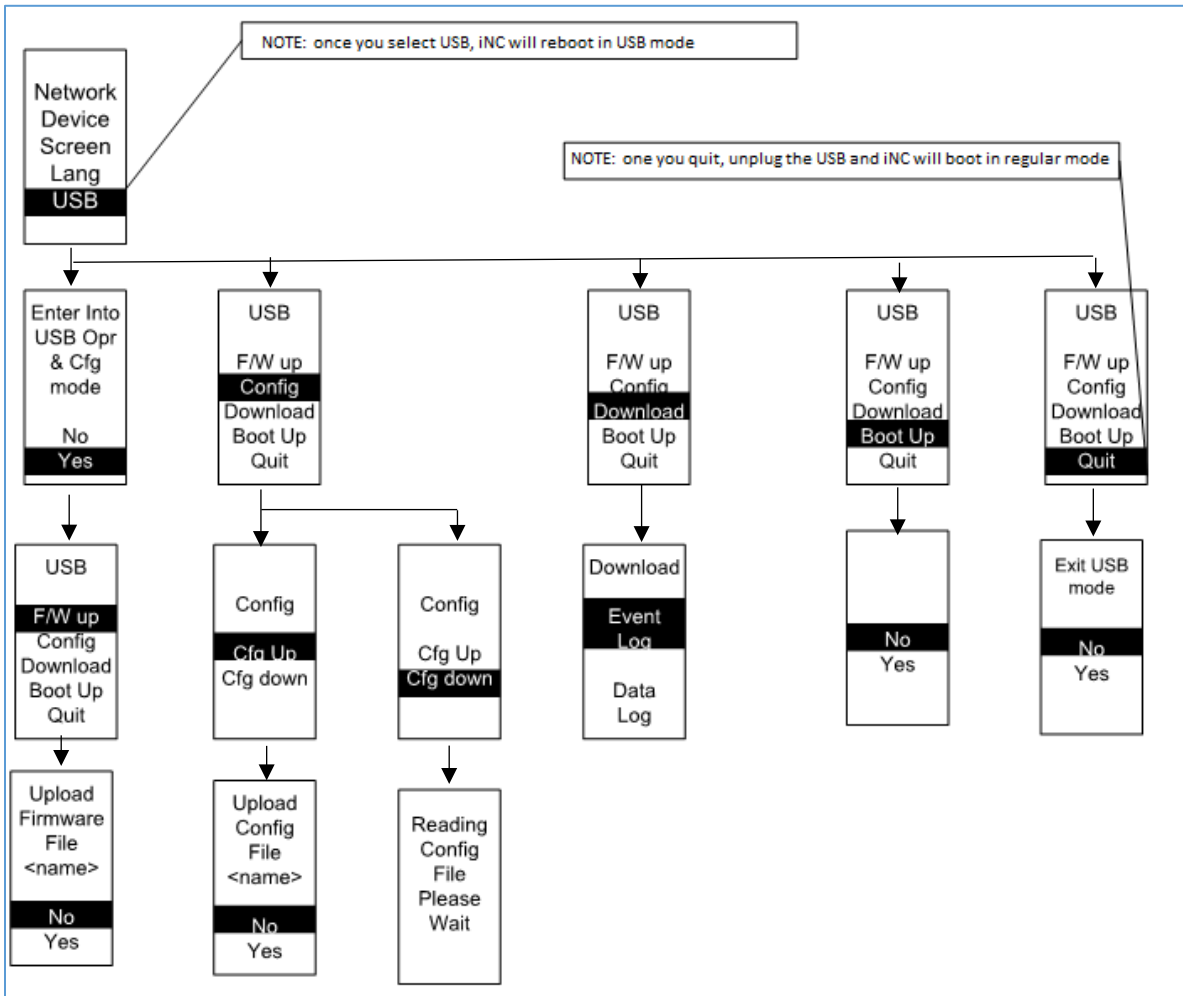 NOTE: once you select USB, iNC will reboot in USB mode
Network
Device
Screen
Lang
USB
NOTE: one you quit, unplug the USB and iNC will boot in regular mode
Enter Into
USB Opr
& Cfg
mode
No
Yes
USB
F/W up
Config
Download
Boot Up
Quit
USB
F/W up
Config
Download
Boot Up
Quit
USB
F/W up
Config
Download
Boot Up
Quit
USB
F/W up
Config
Download
Boot Up
Quit
USB
F/W up
Config
Download
Boot Up
Quit
Config
Cfg Up
Cfg down
Config
Cfg Up
Cfg down
Download
Event
Log
Data
Log
No
Yes
Exit USB
mode
No
Yes
Upload
Firmware
File
<name>
No
Yes
Upload
Config
File
<name>
No
Yes
Reading
Config
File
Please
Wait